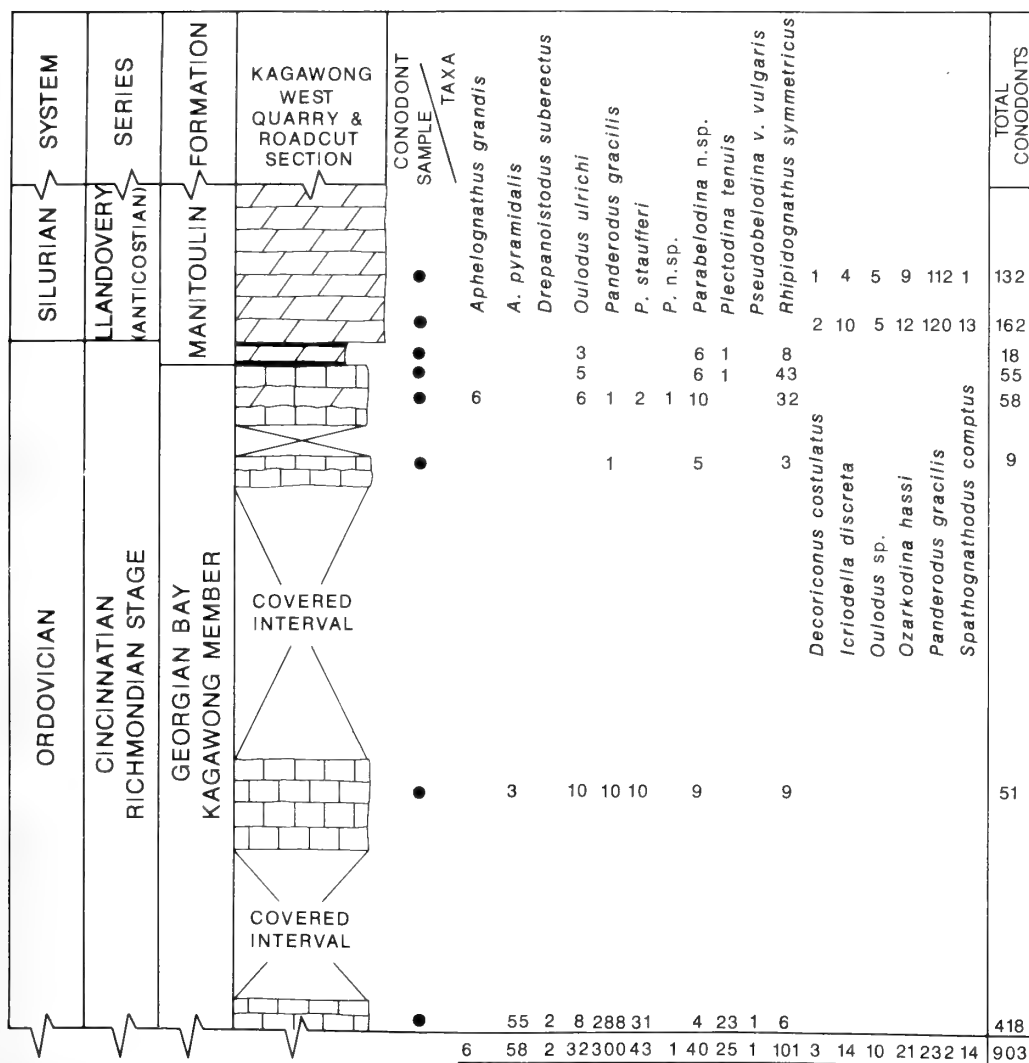 SYSTEM
SERIES
FORMATION
KAGAWONG
WEST
QUARRY &
ROADCUT
SECTION
CONODONT
SAMPLE / TAXA
Aphelognathus grandis
A. pyramidalis
Drepanoistodus suberectus
Oulodus ulrichi
Panderodus gracilis
P. staufferi
P. n.sp.
Parabelodina n.sp.
Plectodina tenuis
Pseudobelodina v. vulgaris
Rhipidognathus symmetricus
TOTAL
CONODONTS
SILURIAN
LLANDOVERY
(ANTICOSTIAN)
MANITOULIN
1 4 5 9 112 1 132
2 10 5 12 120 13 162
3 6 1 8 18
5 6 1 43 55
6 6 1 2 1 10 32 58
1 5 3 9
Decoriconus costulatus
Icriodella discreta
Oulodus sp.
Ozarkodina hassi
Panderodus gracilis
Spathognathodus comptus
ORDOVICIAN
CINCINNATIAN
RICHMONDIAN STAGE
GEORGIAN BAY
KAGAWONG MEMBER
COVERED
INTERVAL
3 10 10 10 9 9 51
COVERED
INTERVAL
55 2 8 288 31 4 23 1 6 418
6 58 2 32 300 43 1 40 25 1 101 3 14 10 21 232 14 903